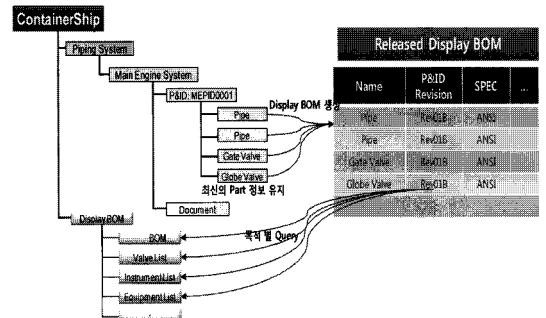 ContainerShip
Piping System
Main Engine System
P&ID: MEPID0001
Pipe
Pipe
Gate Valve
Globe Valve
최신의 Part 정보 유지
Document
Display BOM
BOM
Valve List
Instrument List
Equipment List
Display BOM 생성
목적 별 Query
Released Display BOM
Name P&ID Revision SPEC ...
Pipe Rev01B ANSI
Pipe Rev01B ANSI
Gate Valve Rev01B ANSI
Globe Valve Rev01B ANSI